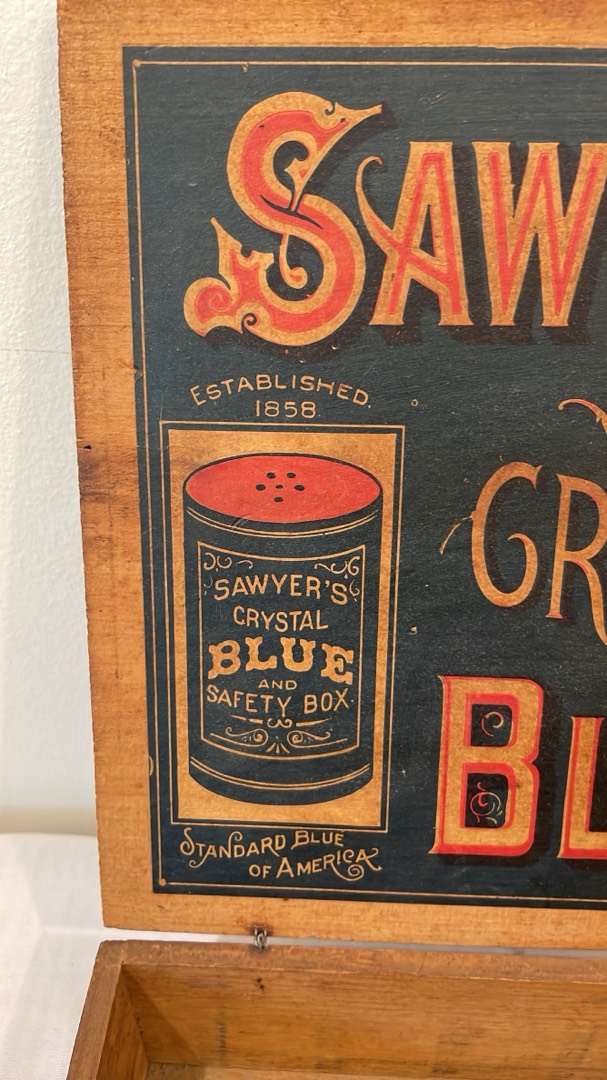 SAW
ESTABLISHED.
1858.
CR
SAWYER'S
CRYSTAL
BLUE
AND
SAFETY BOX.
BL
STANDARD BLUE
OF AMERICA